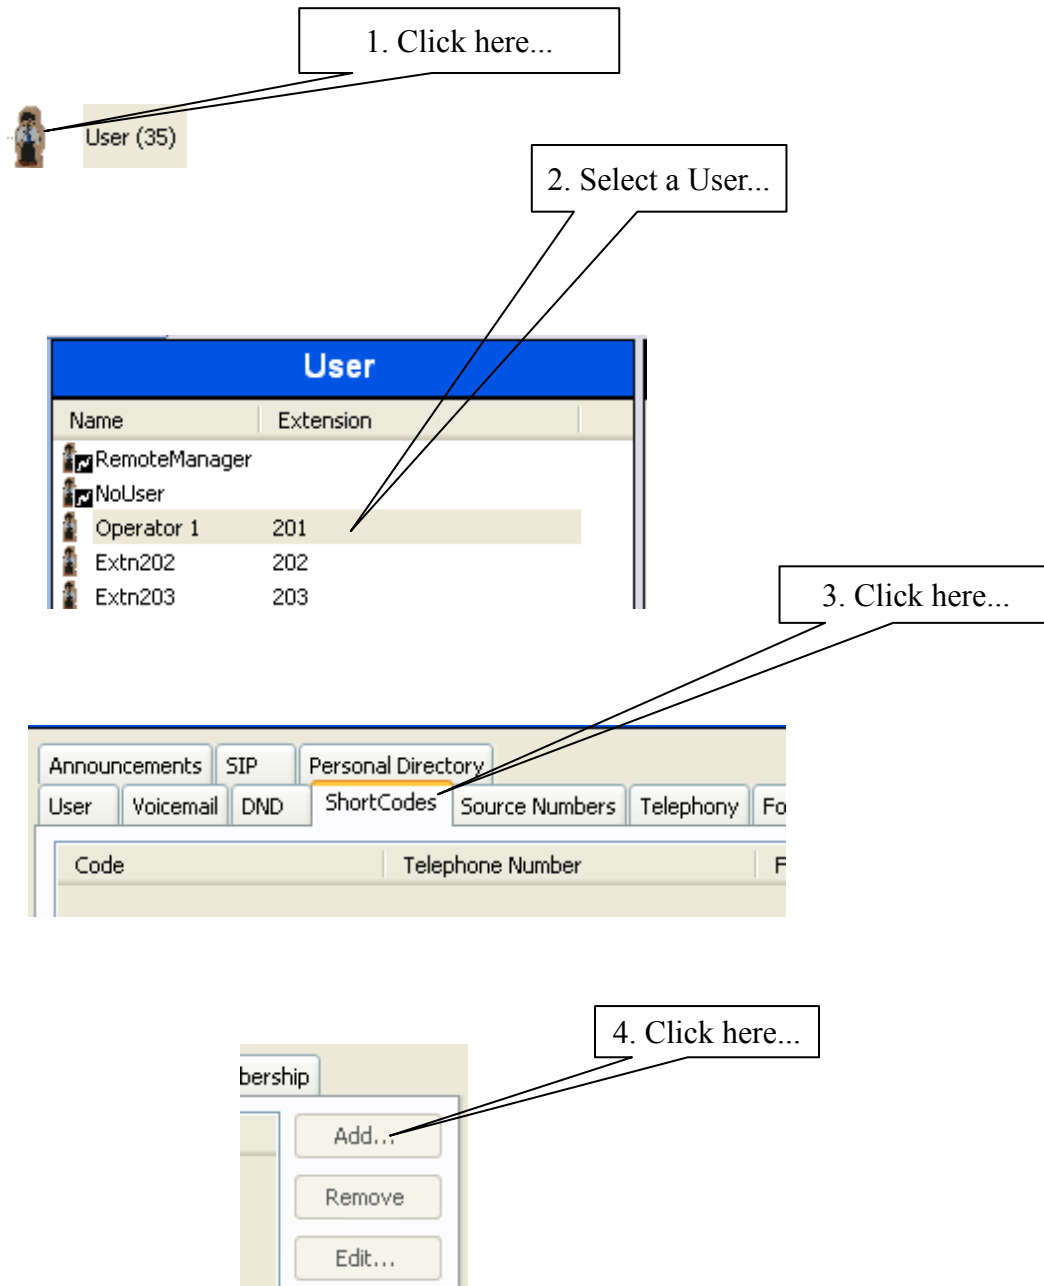 1. Click here...
User (35)
2. Select a User...
User
Name Extension
RemoteManager
NoUser
Operator 1 201
Extn202 202
Extn203 203
3. Click here...
Announcements SIP Personal Directory
User Voicemail DND ShortCodes Source Numbers Telephony Fo
Code Telephone Number F
4. Click here...
bership
Add...
Remove
Edit...